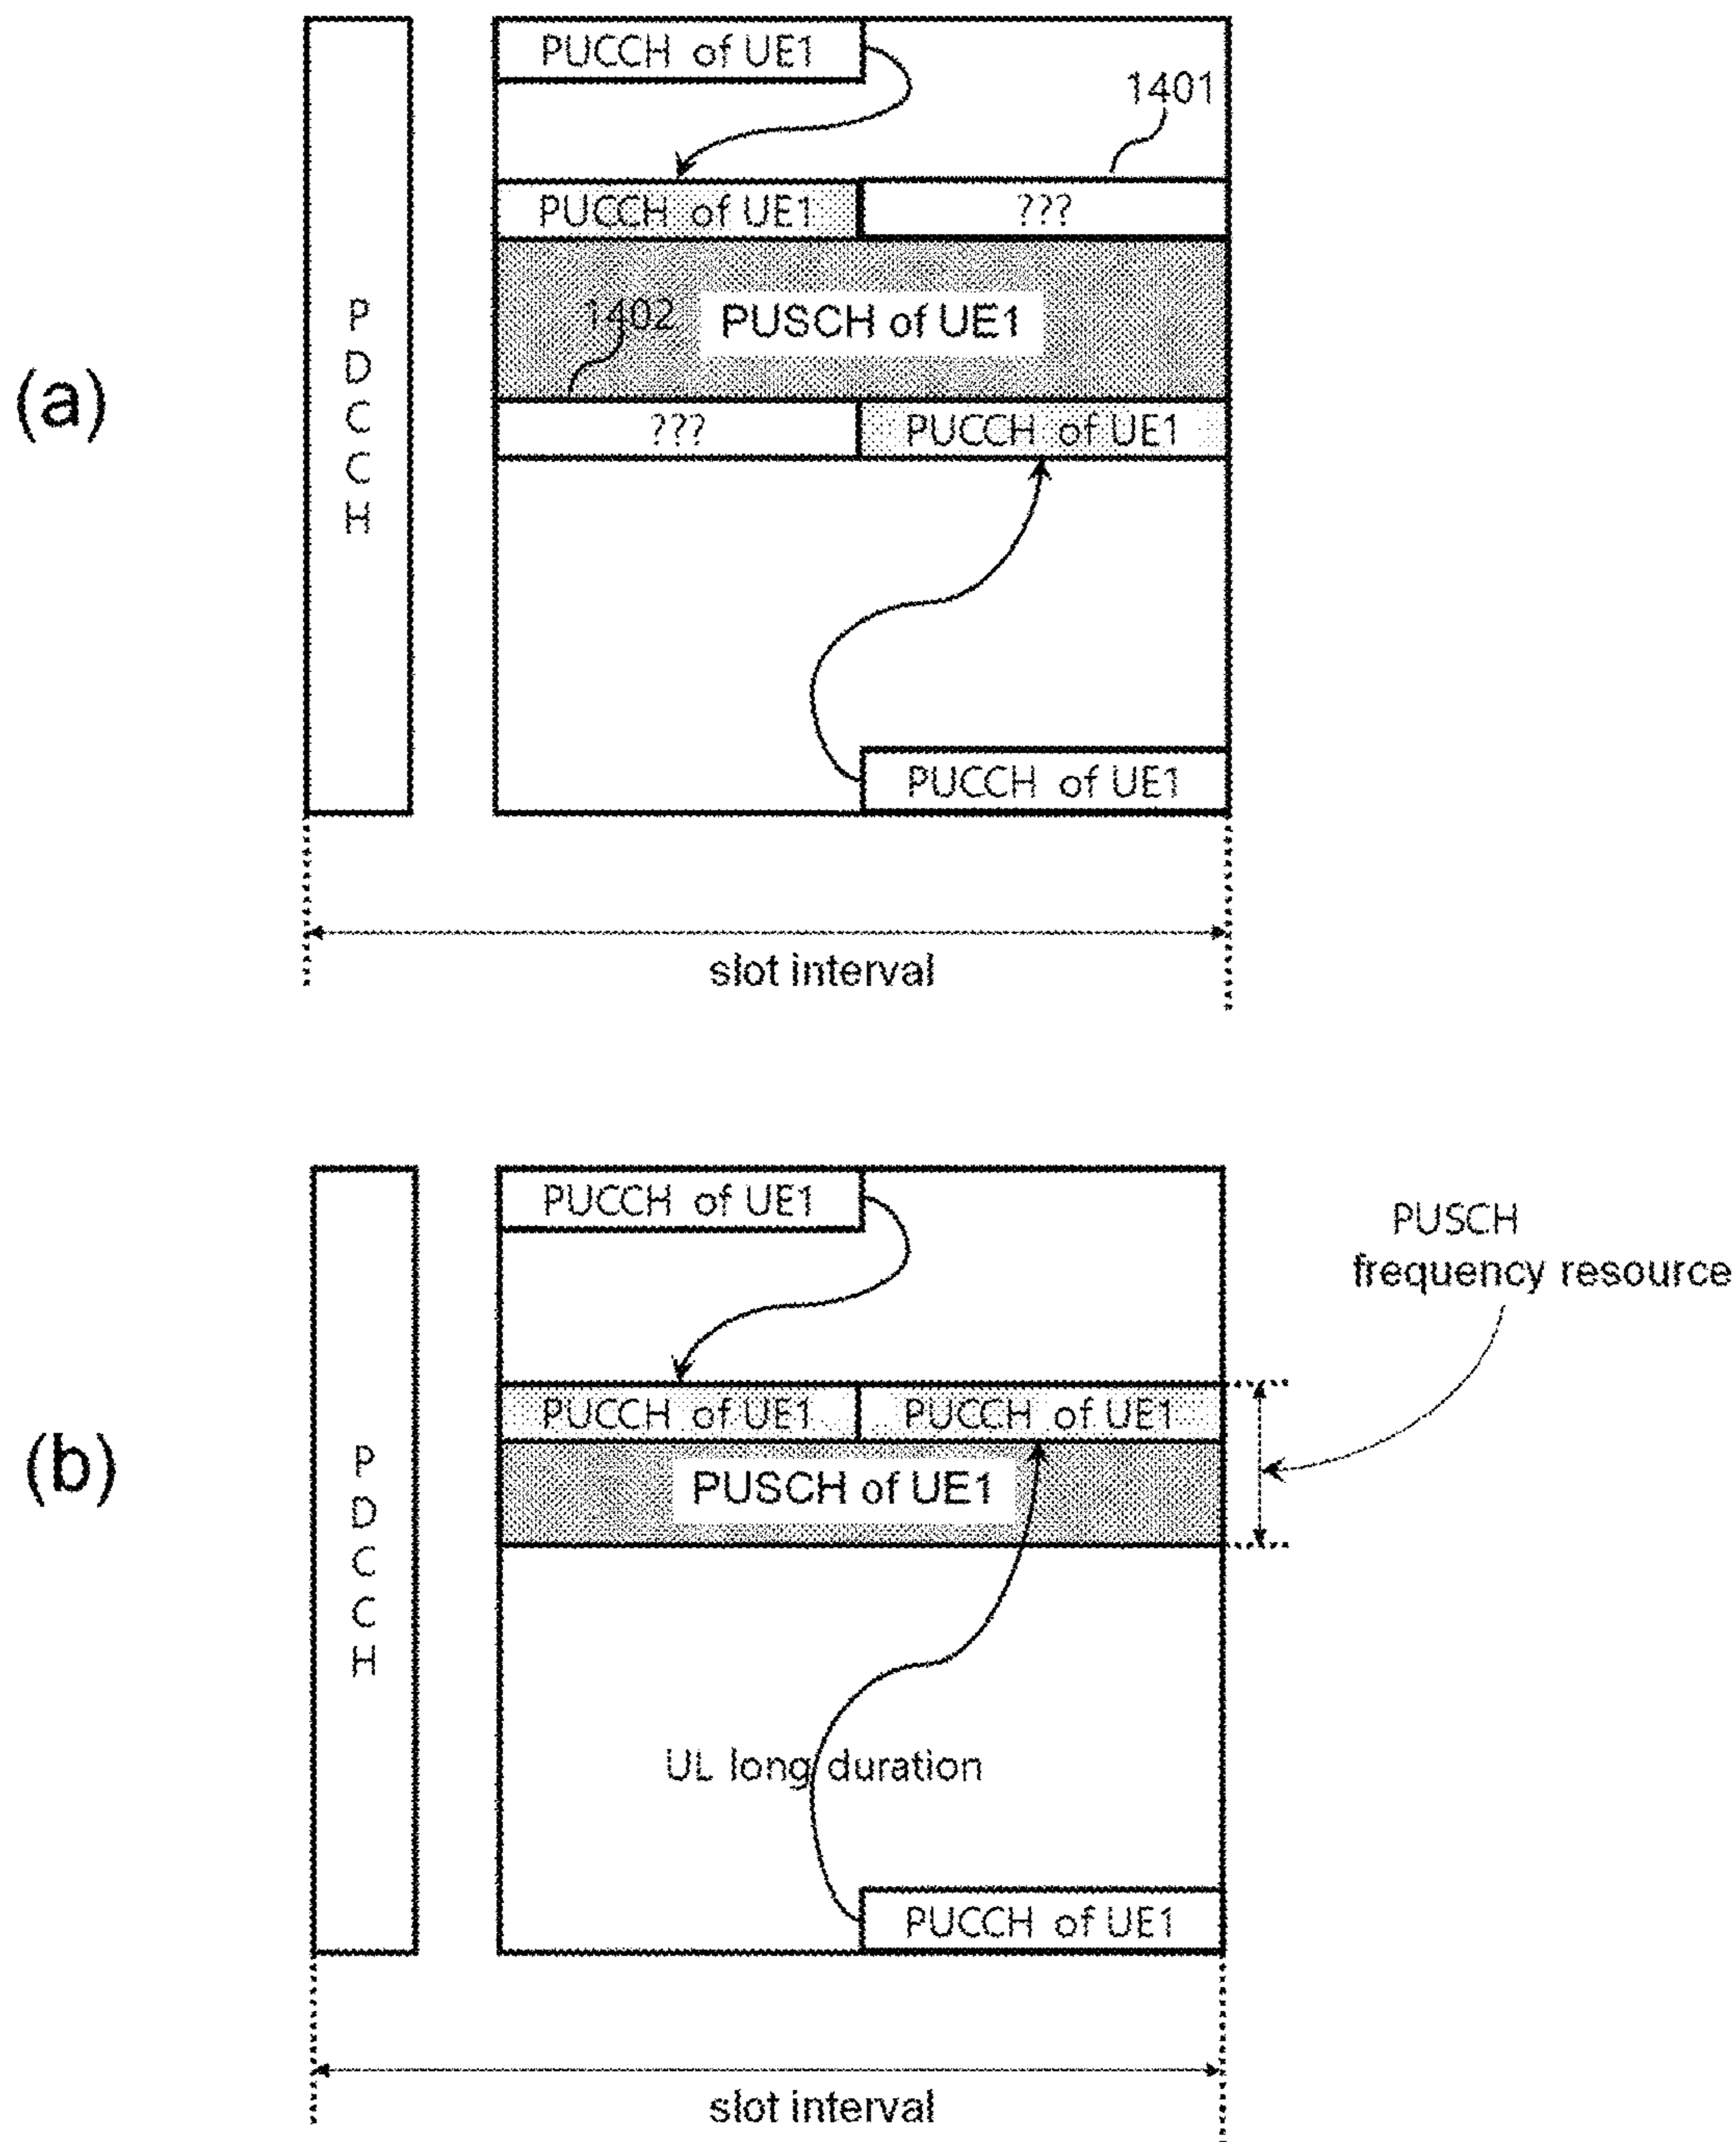 PUCCH of UE1
1401
PUCCH of UE1
???
(a)
PDCCH
1402
PUSCH of UE1
???
PUCCH of UE1
PUCCH of UE1
slot interval
PUCCH of UE1
PUSCH
frequency resource
PUCCH of UE1
PUCCH of UE1
(b)
PDCCH
PUSCH of UE1
UL long duration
PUCCH of UE1
slot interval